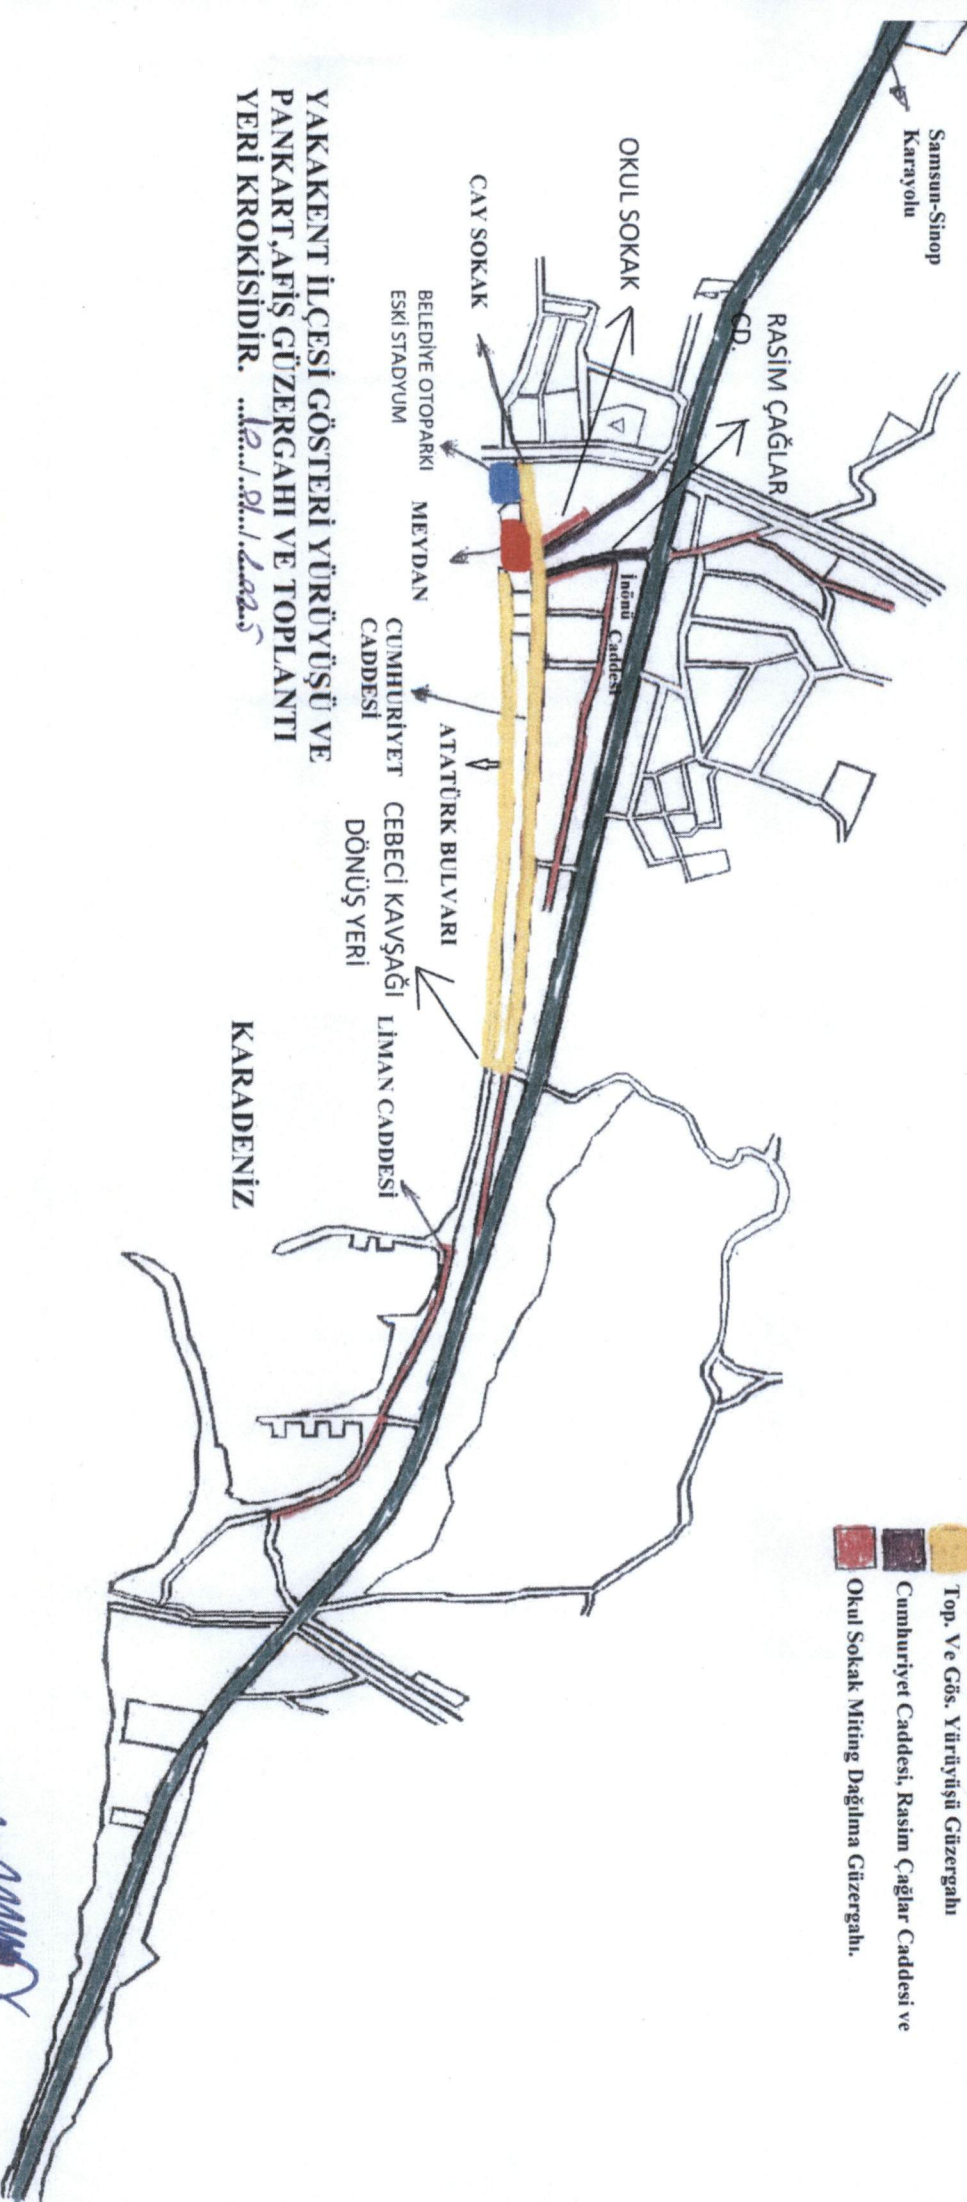 Samsun-Sinop
Karayolu
Top. Ve Gös. Yürüyüşü Güzergahı
Cumhuriyet Caddesi, Rasim Çağlar Caddesi ve
Okul Sokak Miting Dağılma Güzergahı.
RASİM ÇAĞLAR
CD.
OKUL SOKAK
İnönü Caddesi
CAY SOKAK
BELEDİYE OTOPARKI
ESKİ STADYUM
MEYDAN
CUMHURİYET
CADDESİ
ATATÜRK BULVARI
CEBECİ KAVŞAĞI
DÖNÜŞ YERİ
LİMAN CADDESİ
KARADENİZ
YAKAKENT İLÇESİ GÖSTERİ YÜRÜYÜŞÜ VE
PANKART,AFİŞ GÜZERGAHI VE TOPLANTI
YERİ KROKİSİDİR.